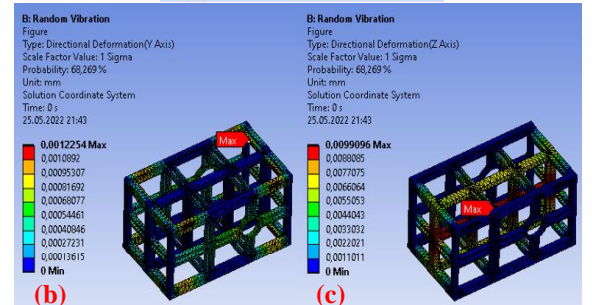 B: Random Vibration
Figure
Type: Directional Deformation(Y Axis)
Scale Factor Value: 1 Sigma
Probability: 68,269 %
Unit: mm
Solution Coordinate System
Time: 0 s
25.05.2022 21:43
0,0012254 Max
0,0010892
0,00095307
0,00081692
0,00068077
0,00054461
0,00040846
0,00027231
0,00013615
0 Min
Max
(b)
B: Random Vibration
Figure
Type: Directional Deformation(Z Axis)
Scale Factor Value: 1 Sigma
Probability: 68,269 %
Unit: mm
Solution Coordinate System
Time: 0 s
25.05.2022 21:43
0,0099096 Max
0,0088085
0,0077075
0,0066064
0,0055053
0,0044043
0,0033032
0,0022021
0,0011011
0 Min
Max
(c)